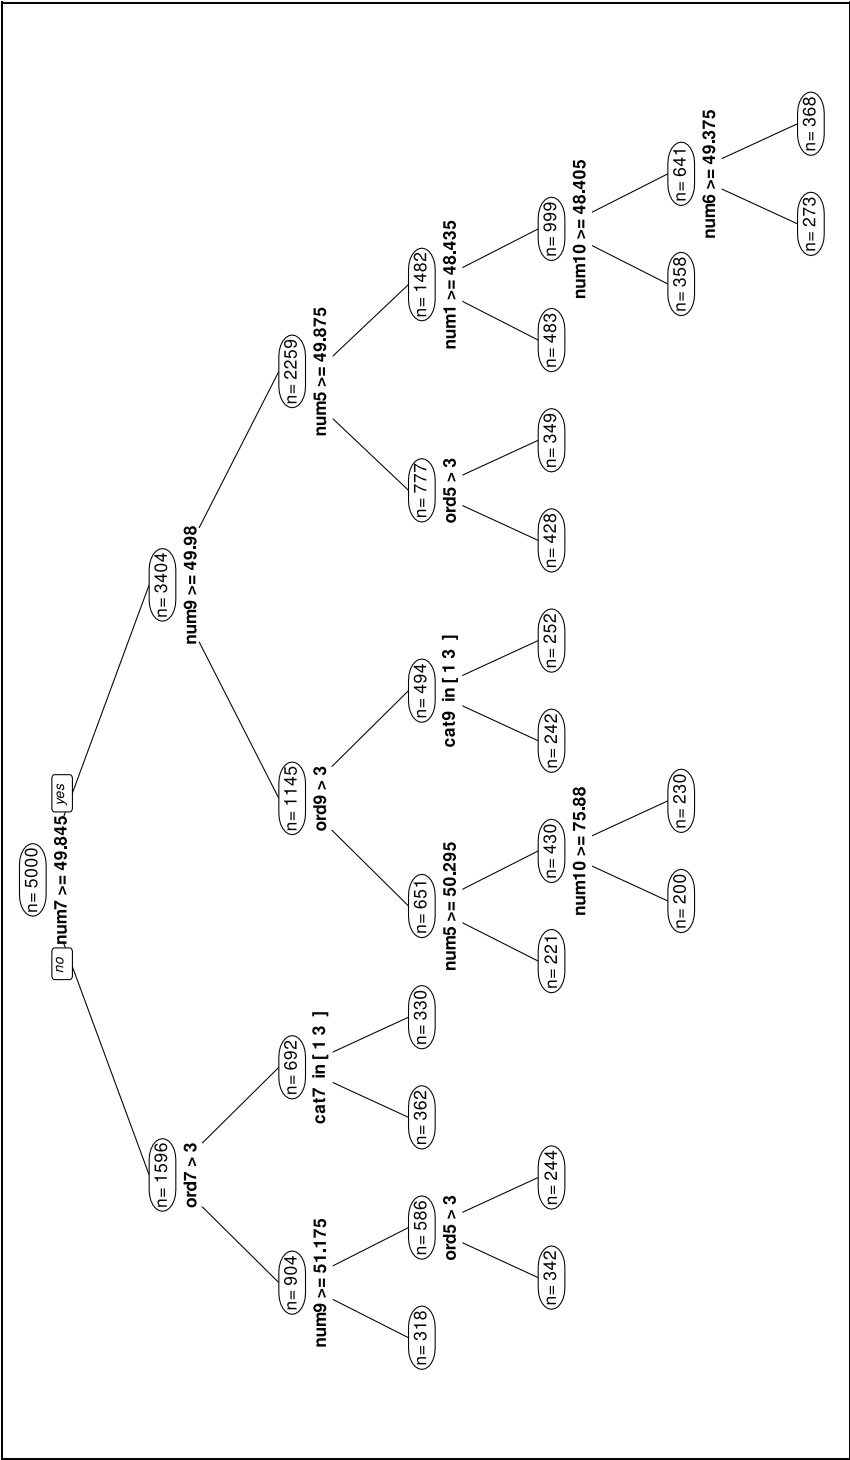 n= 5000
num7 >= 49.845
no
yes
n= 1596
ord7 > 3
n= 3404
num9 >= 49.98
n= 904
num9 >= 51.175
n= 692
cat7 in [ 1 3 ]
n= 1145
ord9 > 3
n= 2259
num5 >= 49.875
n= 318
n= 586
ord5 > 3
n= 362
n= 330
n= 651
num5 >= 50.295
n= 494
cat9 in [ 1 3 ]
n= 777
ord5 > 3
n= 1482
num1 >= 48.435
n= 342
n= 244
n= 221
n= 430
num10 >= 75.88
n= 242
n= 252
n= 428
n= 349
n= 483
n= 999
num10 >= 48.405
n= 200
n= 230
n= 358
n= 641
num6 >= 49.375
n= 273
n= 368